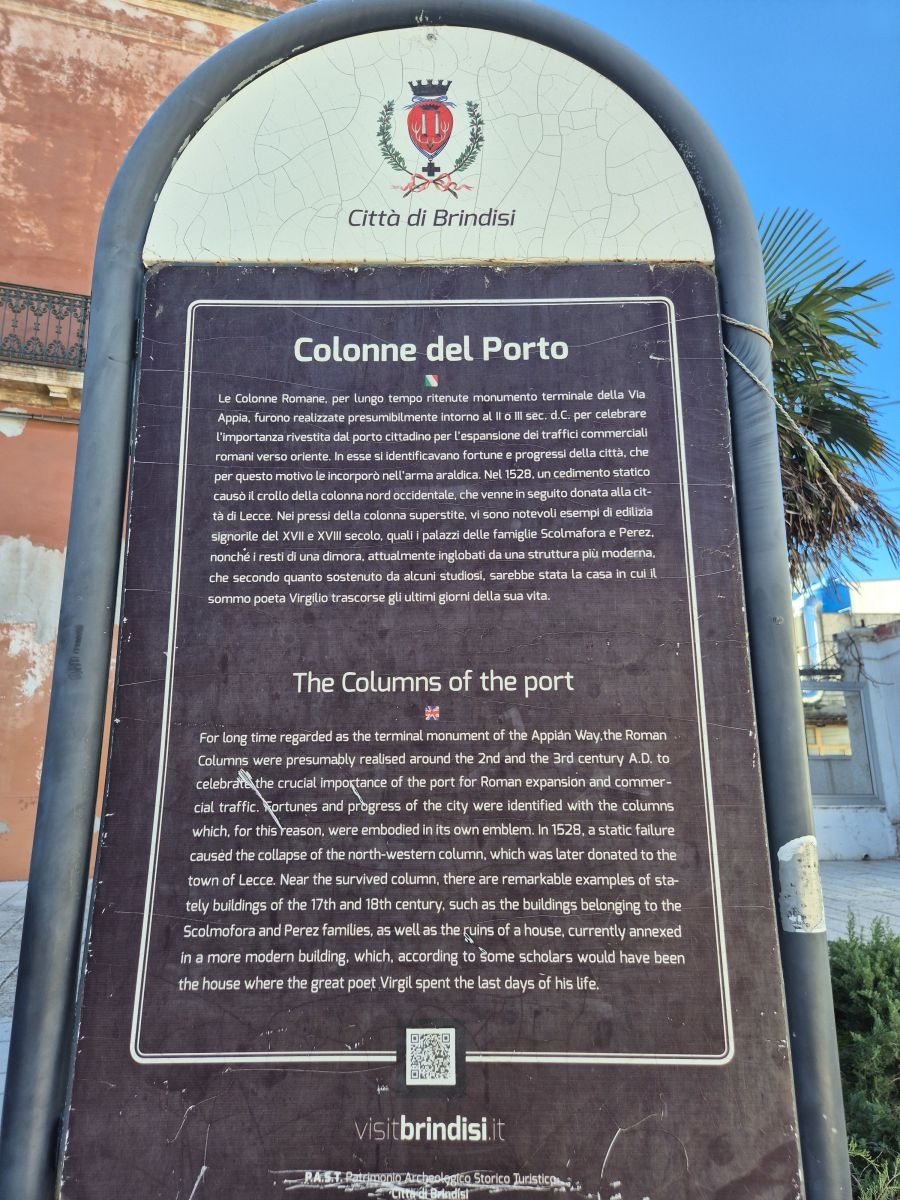 Città di Brindisi
Colonne del Porto
Le Colonne Romane, per lungo tempo ritenute monumento terminale della Via
Appia, furono realizzate presumibilmente intorno al II o III sec. d.C. per celebrare
l'importanza rivestita dal porto cittadino per l'espansione dei traffici commerciali
romani verso oriente. In esse si identificavano fortune e progressi della città, che
per questo motivo le incorporò nell'arma araldica. Nel 1528, un cedimento statico
causò il crollo della colonna nord occidentale, che venne in seguito donata alla cit-
tà di Lecce. Nei pressi della colonna superstite, vi sono notevoli esempi di edilizia
signorile del XVII e XVIII secolo, quali i palazzi delle famiglie Scolmafora e Perez,
nonché i resti di una dimora, attualmente inglobati da una struttura più moderna,
che secondo quanto sostenuto da alcuni studiosi, sarebbe stata la casa in cui il
sommo poeta Virgilio trascorse gli ultimi giorni della sua vita.
The Columns of the port
For long time regarded as the terminal monument of the Appian Way,the Roman
Columns were presumably realised around the 2nd and the 3rd century A.D. to
celebrate the crucial importance of the port for Roman expansion and commer-
cial traffic. Fortunes and progress of the city were identified with the columns
which, for this reason, were embodied in its own emblem. In 1528, a static failure
caused the collapse of the north-western column, which was later donated to the
town of Lecce. Near the survived column, there are remarkable examples of sta-
tely buildings of the 17th and 18th century, such as the buildings belonging to the
Scolmofora and Perez families, as well as the ruins of a house, currently annexed
in a more modern building, which, according to some scholars would have been
the house where the great poet Virgil spent the last days of his life.
visitbrindisi.it
P.A.S.T. Patrimonio Archeologico Storico Turistico
Città di Brindisi